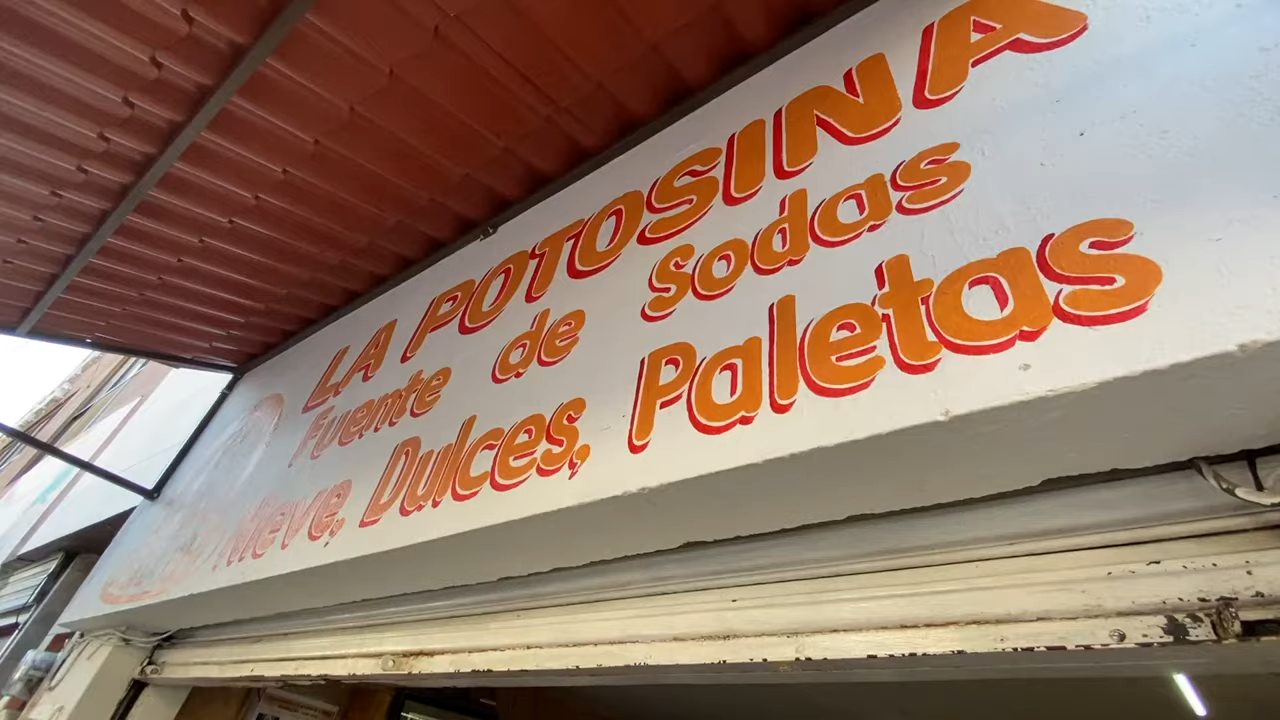 LA POTOSINA
Fuente de sodas
Nieve, Dulces, Paletas